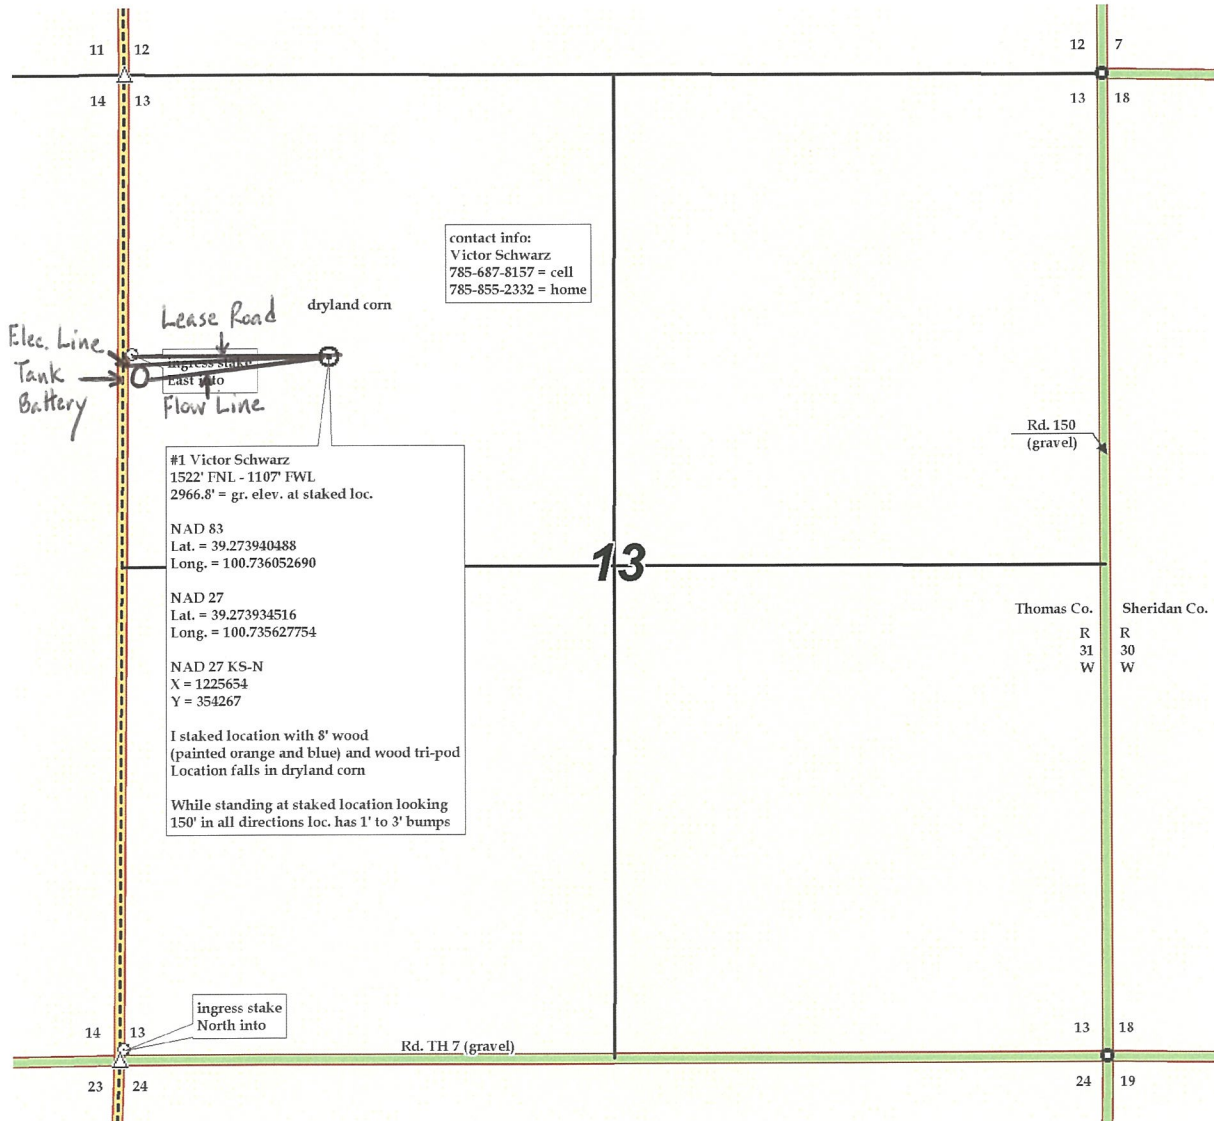 11 12
12 7
14 13
13 18
contact info:
Victor Schwarz
785-687-8157 = cell
785-855-2332 = home
dryland corn
Lease Road
Elec. Line
ingress stake
East into
Tank
Battery
Flow Line
Rd. 150
(gravel)
#1 Victor Schwarz
1522' FNL - 1107' FWL
2966.8' = gr. elev. at staked loc.
NAD 83
Lat. = 39.273940488
Long. = 100.736052690
NAD 27
Lat. = 39.273934516
Long. = 100.735627754
NAD 27 KS-N
X = 1225654
Y = 354267
I staked location with 8' wood
(painted orange and blue) and wood tri-pod
Location falls in dryland corn
While standing at staked location looking
150' in all directions loc. has 1' to 3' bumps
13
Thomas Co. Sheridan Co.
R R
31 30
W W
ingress stake
North into
14 13
13 18
Rd. TH 7 (gravel)
23 24
24 19